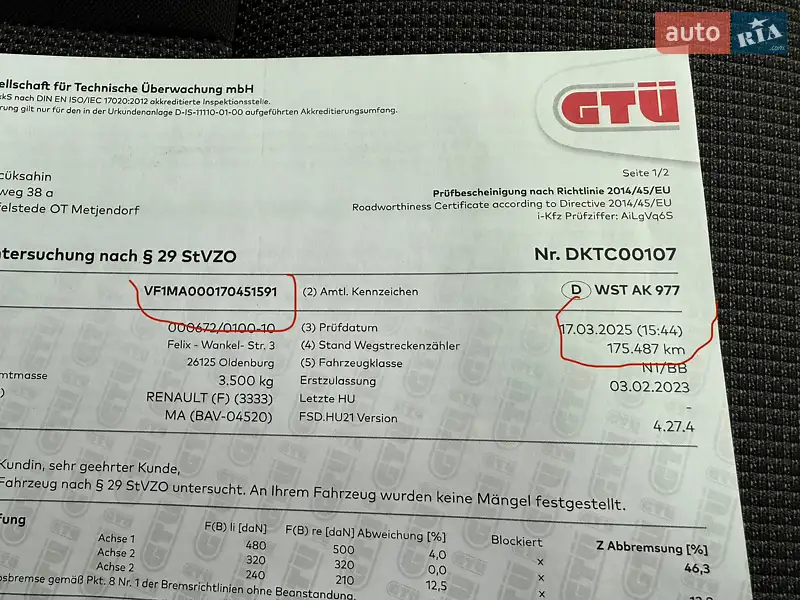 auto RIA .com
ellschaft für Technische Überwachung mbH
kkS nach DIN EN ISO/IEC 17020:2012 akkreditierte Inspektionsstelle.
rung gilt nur für den in der Urkundenanlage D-IS-11110-01-00 aufgeführten Akkreditierungsumfang.
GTÜ
Seite 1/2
cüksahin
weg 38 a
felstede OT Metjendorf
Prüfbescheinigung nach Richtlinie 2014/45/EU
Roadworthiness Certificate according to Directive 2014/45/EU
i-Kfz Prüfziffer: AiLgVq6S
ntersuchung nach § 29 StVZO
Nr. DKTC00107
VF1MA000170451591 (2) Amtl. Kennzeichen D WST AK 977
000672/0100-10 (3) Prüfdatum 17.03.2025 (15:44)
Felix - Wankel- Str. 3 (4) Stand Wegstreckenzähler 175.487 km
26125 Oldenburg (5) Fahrzeugklasse N1/BB
mtmasse 3.500 kg Erstzulassung 03.02.2023
) RENAULT (F) (3333) Letzte HU -
MA (BAV-04520) FSD.HU21 Version 4.27.4
Kundin, sehr geehrter Kunde,
Fahrzeug nach § 29 StVZO untersucht. An Ihrem Fahrzeug wurden keine Mängel festgestellt.
fung F(B) li [daN] F(B) re [daN] Abweichung [%] Blockiert Z Abbremsung [%]
Achse 1 480 500 4,0 x 46,3
Achse 2 320 320 0,0 x
Achse 2 240 210 12,5 x
osbremse gemäß Pkt. 8 Nr. 1 der Bremsrichtlinien ohne Beanstandung.